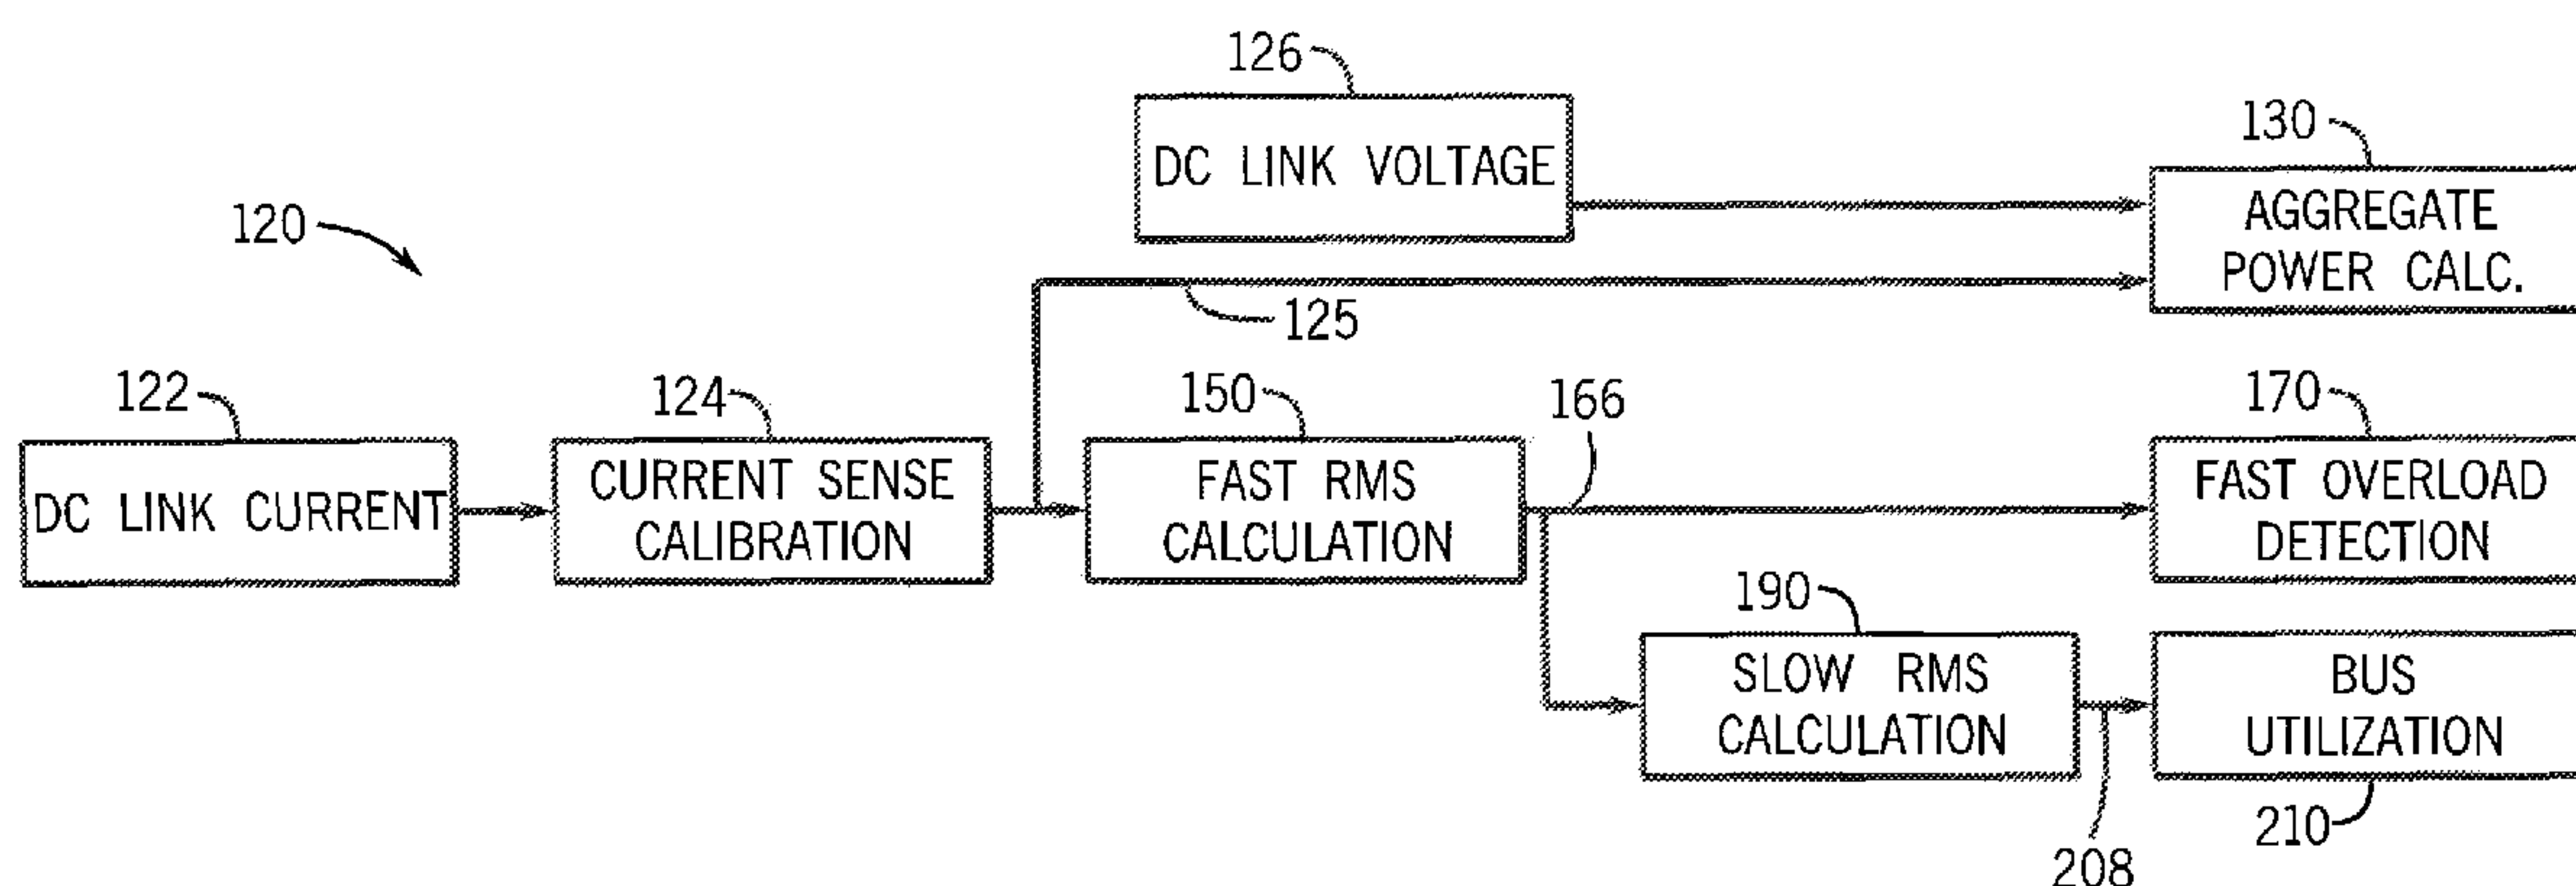 126
DC LINK VOLTAGE
130
AGGREGATE
POWER CALC.
120
125
122
DC LINK CURRENT
124
CURRENT SENSE
CALIBRATION
150
FAST RMS
CALCULATION
166
170
FAST OVERLOAD
DETECTION
190
SLOW RMS
CALCULATION
208
BUS
UTILIZATION
210